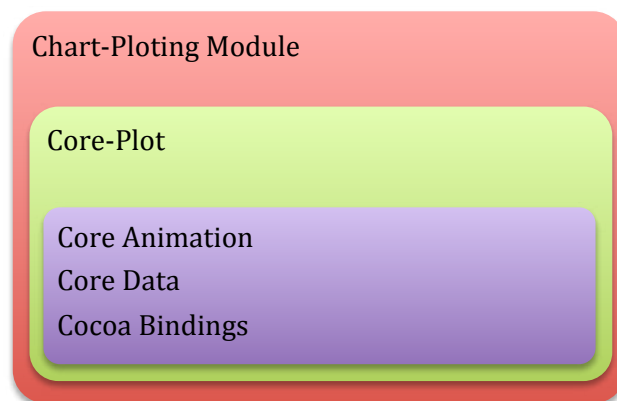 Chart-Ploting Module
Core-Plot
Core Animation
Core Data
Cocoa Bindings